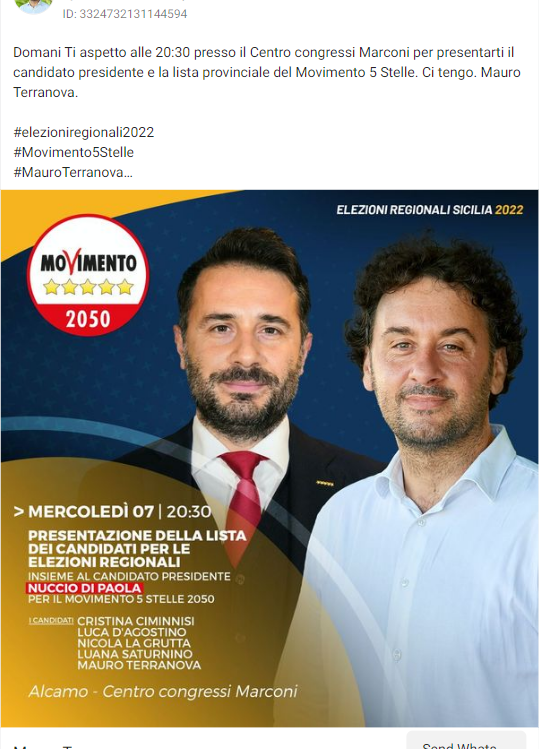 ID: 3324732131144594
Domani Ti aspetto alle 20:30 presso il Centro congressi Marconi per presentarti il
candidato presidente e la lista provinciale del Movimento 5 Stelle. Ci tengo. Mauro
Terranova.
#elezioniregionali2022
#Movimento5Stelle
#MauroTerranova...
ELEZIONI REGIONALI SICILIA 2022
MOVIMENTO
2050
> MERCOLEDÌ 07 | 20:30
PRESENTAZIONE DELLA LISTA
DEI CANDIDATI PER LE
ELEZIONI REGIONALI
INSIEME AL CANDIDATO PRESIDENTE
NUCCIO DI PAOLA
PER IL MOVIMENTO 5 STELLE 2050
I CANDIDATI CRISTINA CIMINNISI
LUCA D'AGOSTINO
NICOLA LA GRUTTA
LUANA SATURNINO
MAURO TERRANOVA
Alcamo - Centro congressi Marconi